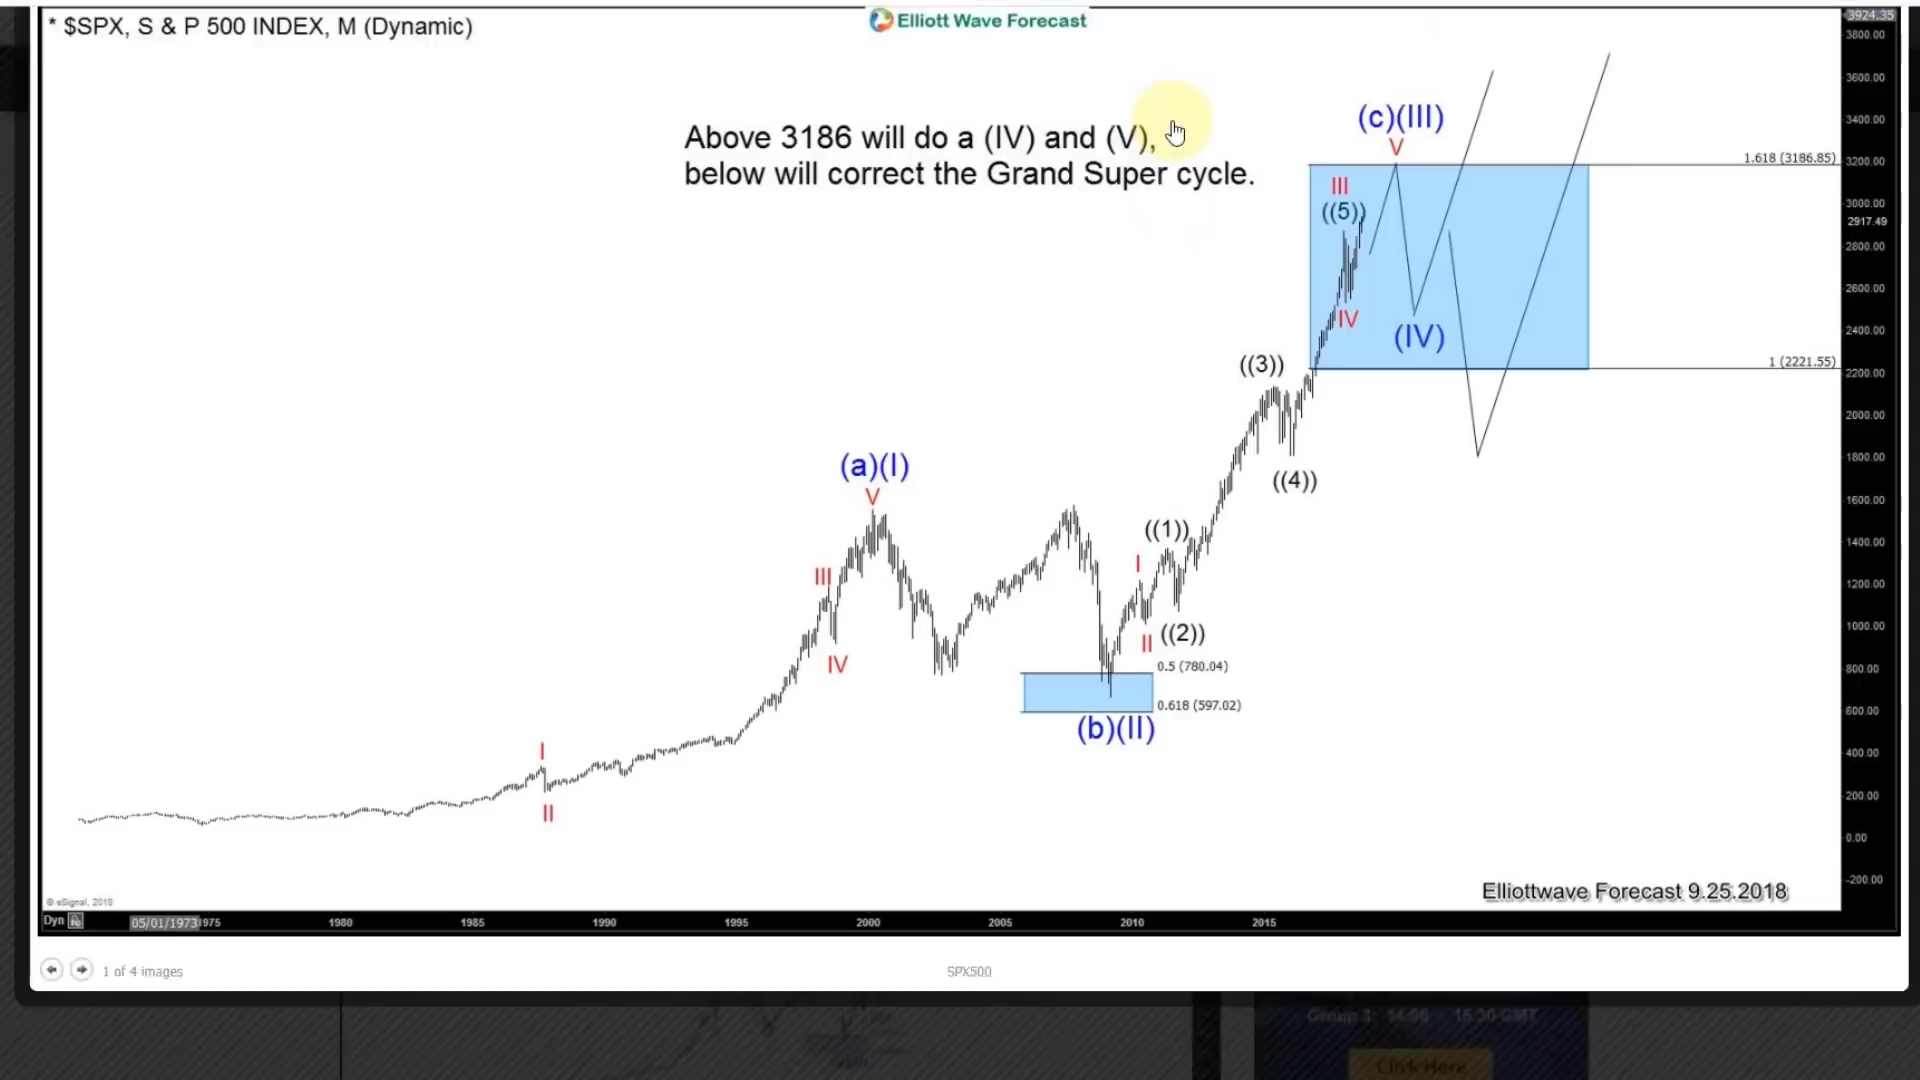 * $SPX, S & P 500 INDEX, M (Dynamic)
Elliott Wave Forecast
3924.35
3800.00
3600.00
3400.00
3200.00
3000.00
2917.49
2800.00
2600.00
2400.00
2200.00
2000.00
1800.00
1600.00
1400.00
1200.00
1000.00
800.00
600.00
400.00
200.00
0.00
-200.00
Above 3186 will do a (IV) and (V),
below will correct the Grand Super cycle.
(c)(III)
V
1.618 (3186.85)
III
((5))
IV
(IV)
1 (2221.55)
((3))
((4))
(a)(I)
V
III
IV
((1))
I
II
((2))
0.5 (780.04)
0.618 (597.02)
(b)(II)
I
II
Elliottwave Forecast 9.25.2018
© eSignal, 2018
Dyn
05/01/1973
1975
1980
1985
1990
1995
2000
2005
2010
2015
1 of 4 images
SPX500
Click Here